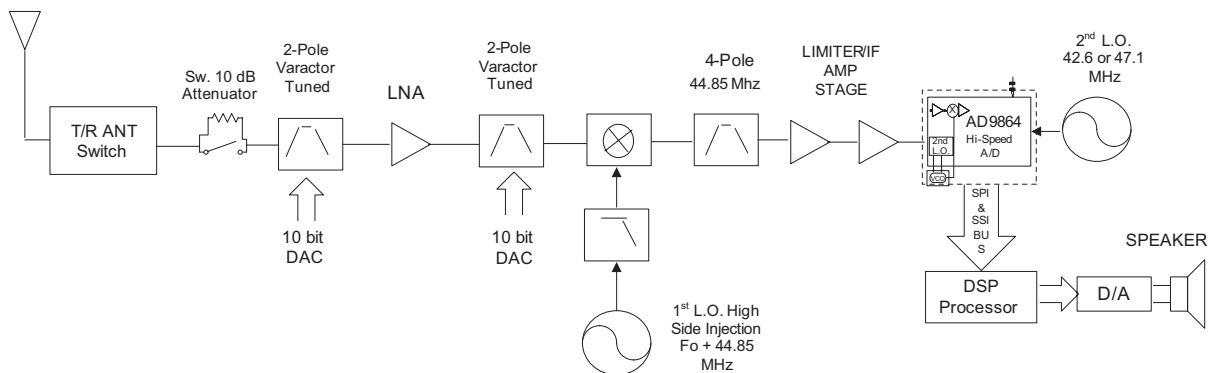 T/R ANT
Switch
Sw. 10 dB
Attenuator
2-Pole
Varactor
Tuned
10 bit
DAC
LNA
2-Pole
Varactor
Tuned
10 bit
DAC
1st L.O. High
Side Injection
Fo + 44.85
MHz
4-Pole
44.85 Mhz
LIMITER/IF
AMP
STAGE
AD9864
Hi-Speed
A/D
2nd
L.O.
VCO
2nd L.O.
42.6 or 47.1
MHz
SPI
&
SSI
BU
S
DSP
Processor
D/A
SPEAKER